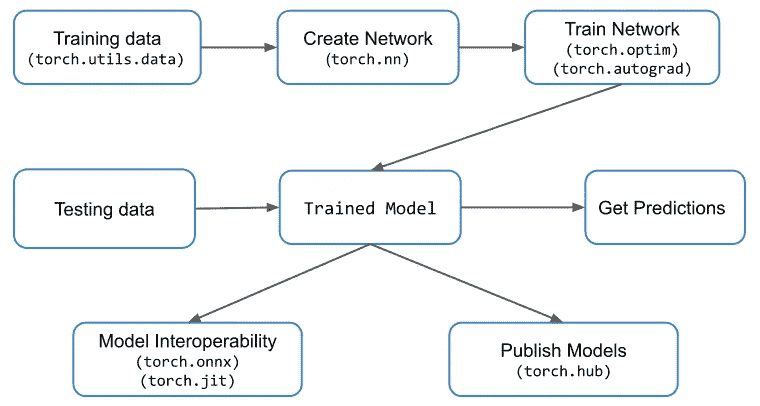 Training data
(torch.utils.data)
Create Network
(torch.nn)
Train Network
(torch.optim)
(torch.autograd)
Testing data
Trained Model
Get Predictions
Model Interoperability
(torch.onnx)
(torch.jit)
Publish Models
(torch.hub)